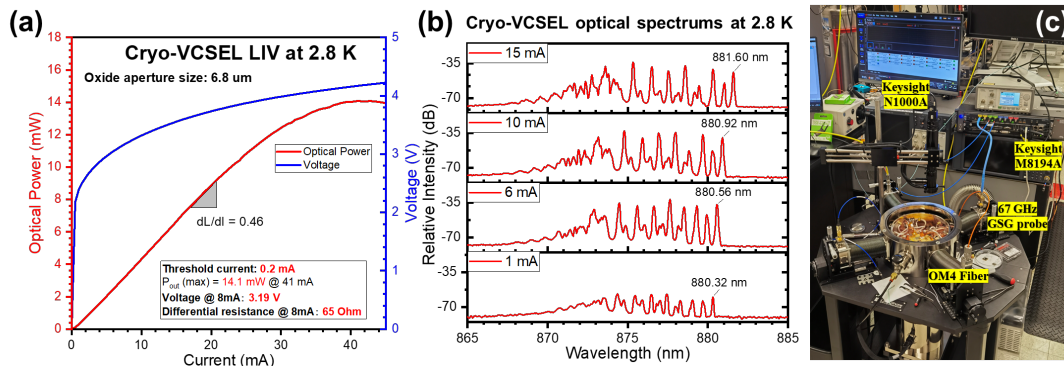 (a)
Cryo-VCSEL LIV at 2.8 K
Oxide aperture size: 6.8 um
Optical Power
Voltage
dL/dI = 0.46
Threshold current: 0.2 mA
Pout (max) = 14.1 mW @ 41 mA
Voltage @ 8mA: 3.19 V
Differential resistance @ 8mA: 65 Ohm
Optical Power (mW)
18
16
14
12
10
8
6
4
2
0
Voltage (V)
5
4
3
2
1
0
0 10 20 30 40
Current (mA)
(b)
Cryo-VCSEL optical spectrums at 2.8 K
15 mA
881.60 nm
10 mA
880.92 nm
6 mA
880.56 nm
1 mA
880.32 nm
-35
-70
-35
-70
-35
-70
-35
-70
Relative Intensity (dB)
865 870 875 880 885
Wavelength (nm)
(c)
Keysight
N1000A
Keysight
M8194A
67 GHz
GSG probe
OM4 Fiber